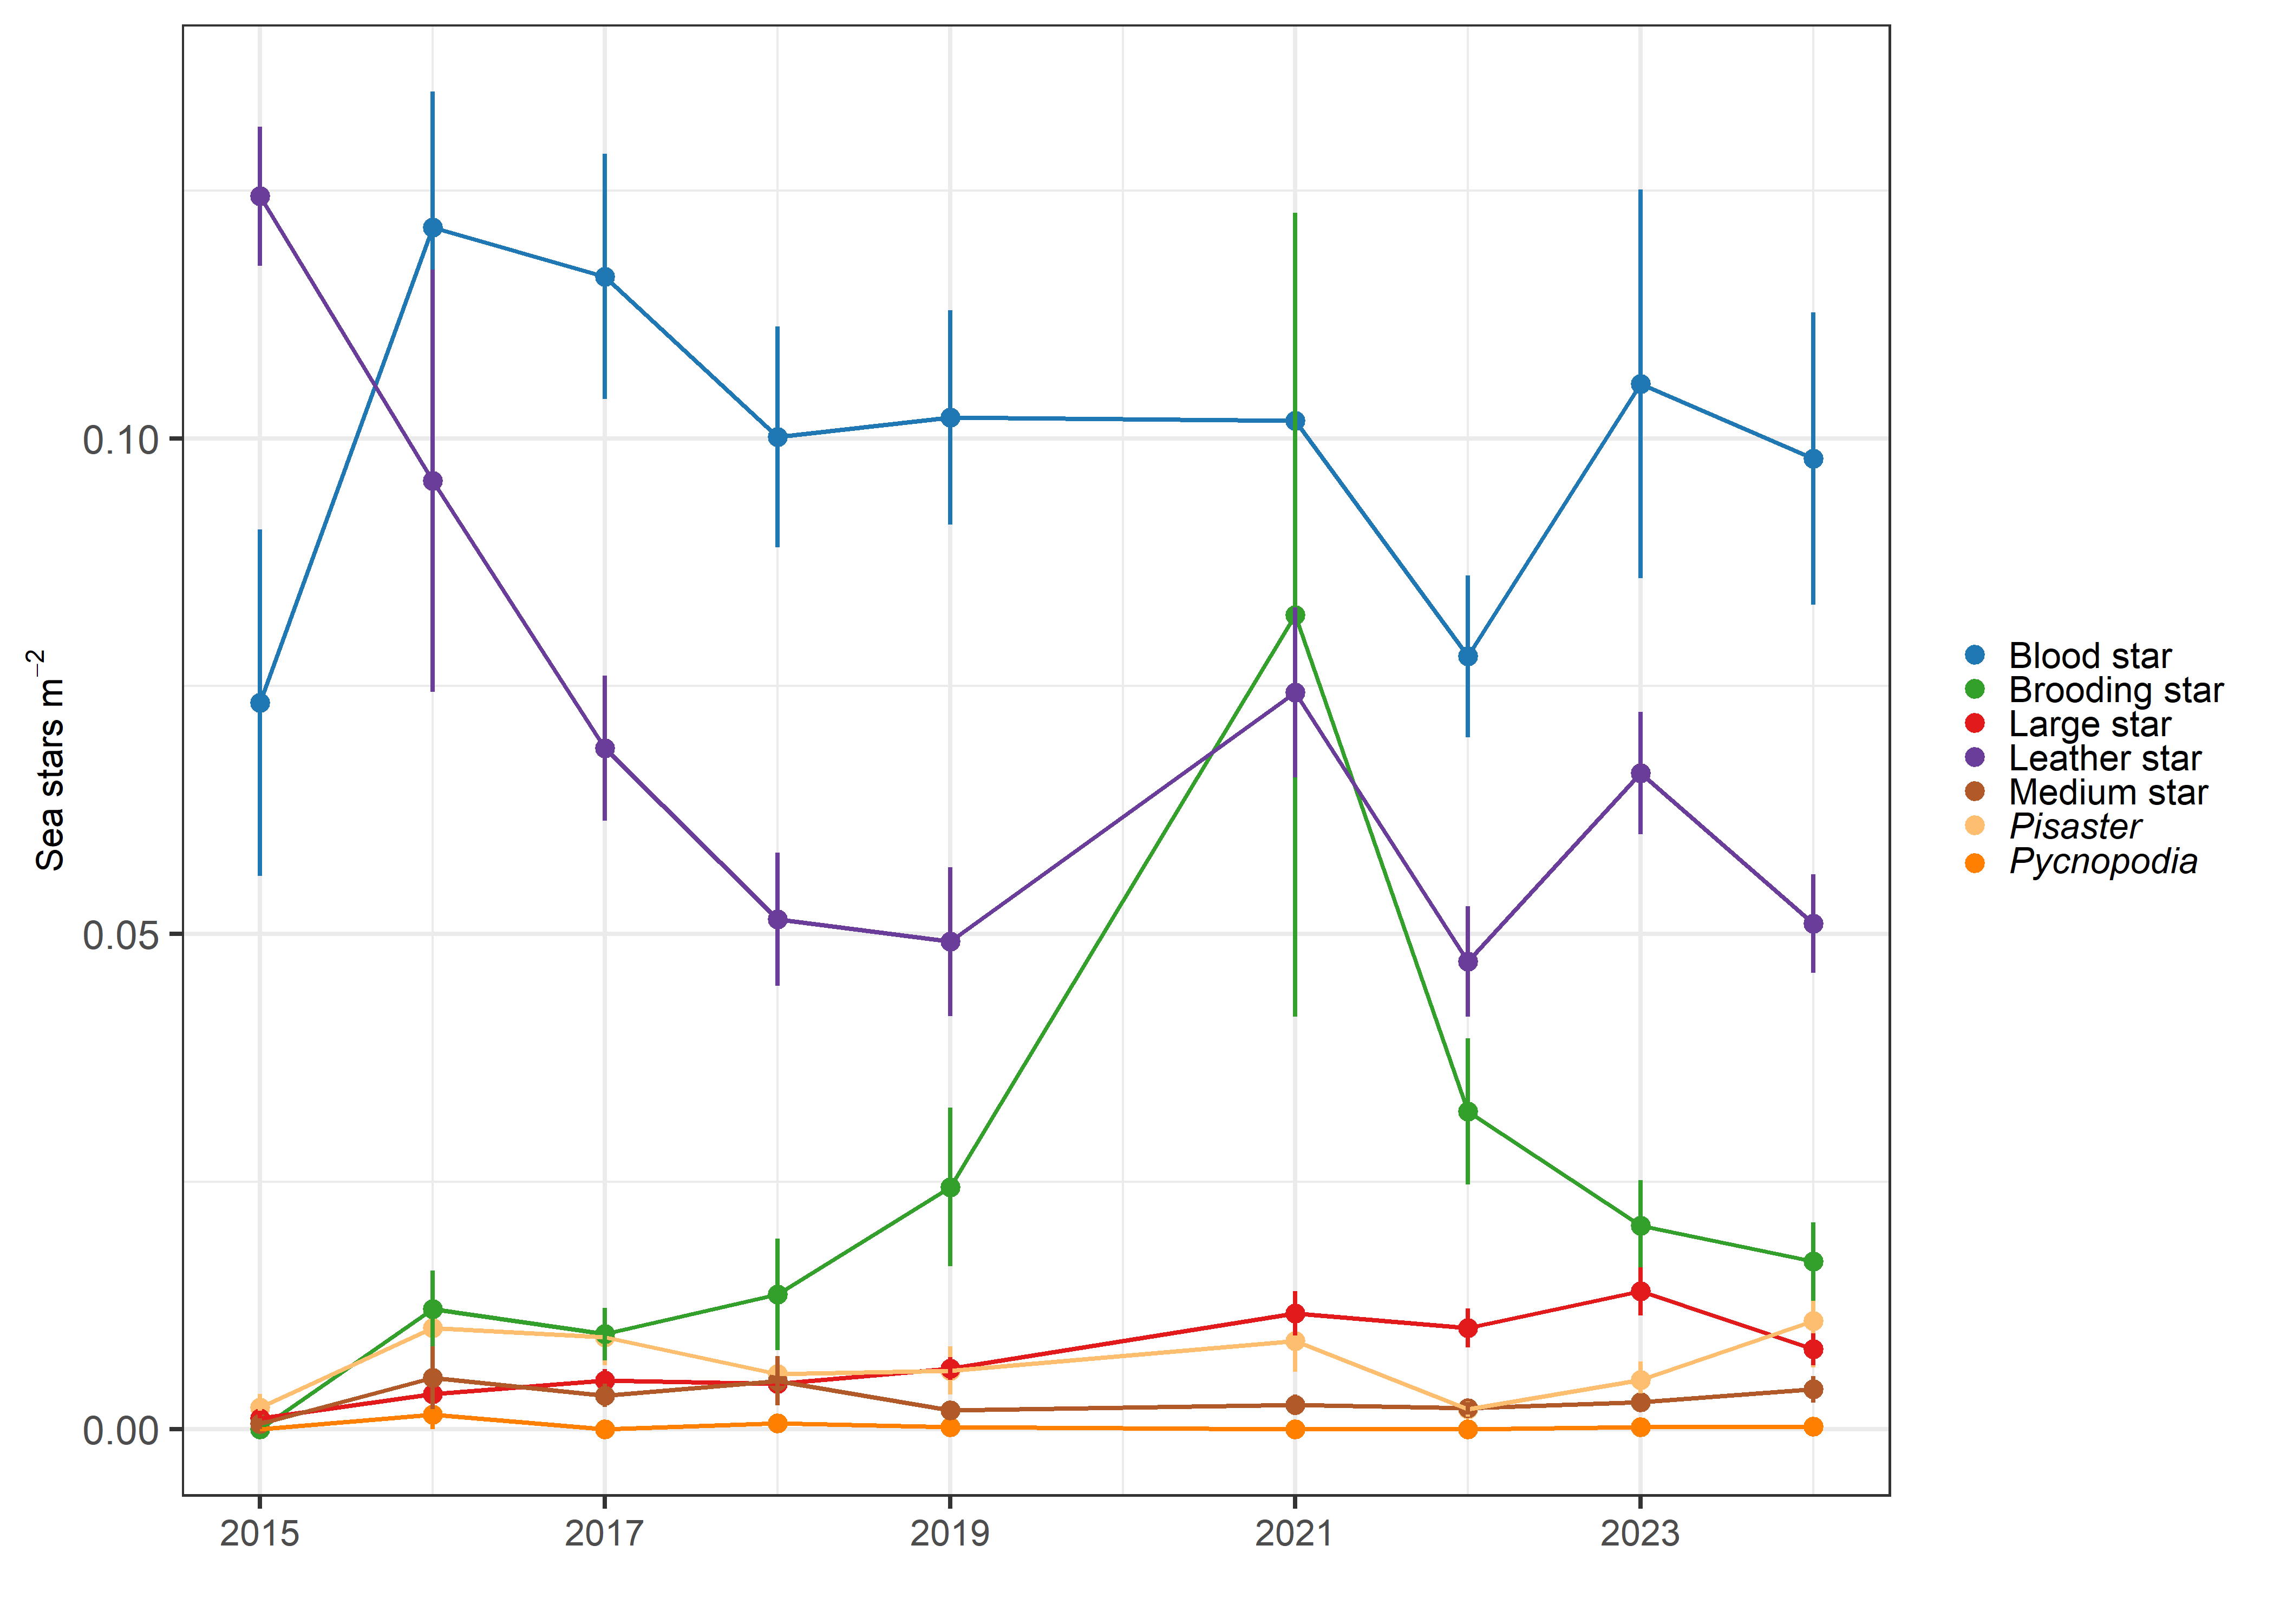 Sea stars m⁻²
0.10
0.05
0.00
2015 2017 2019 2021 2023
Blood star
Brooding star
Large star
Leather star
Medium star
Pisaster
Pycnopodia